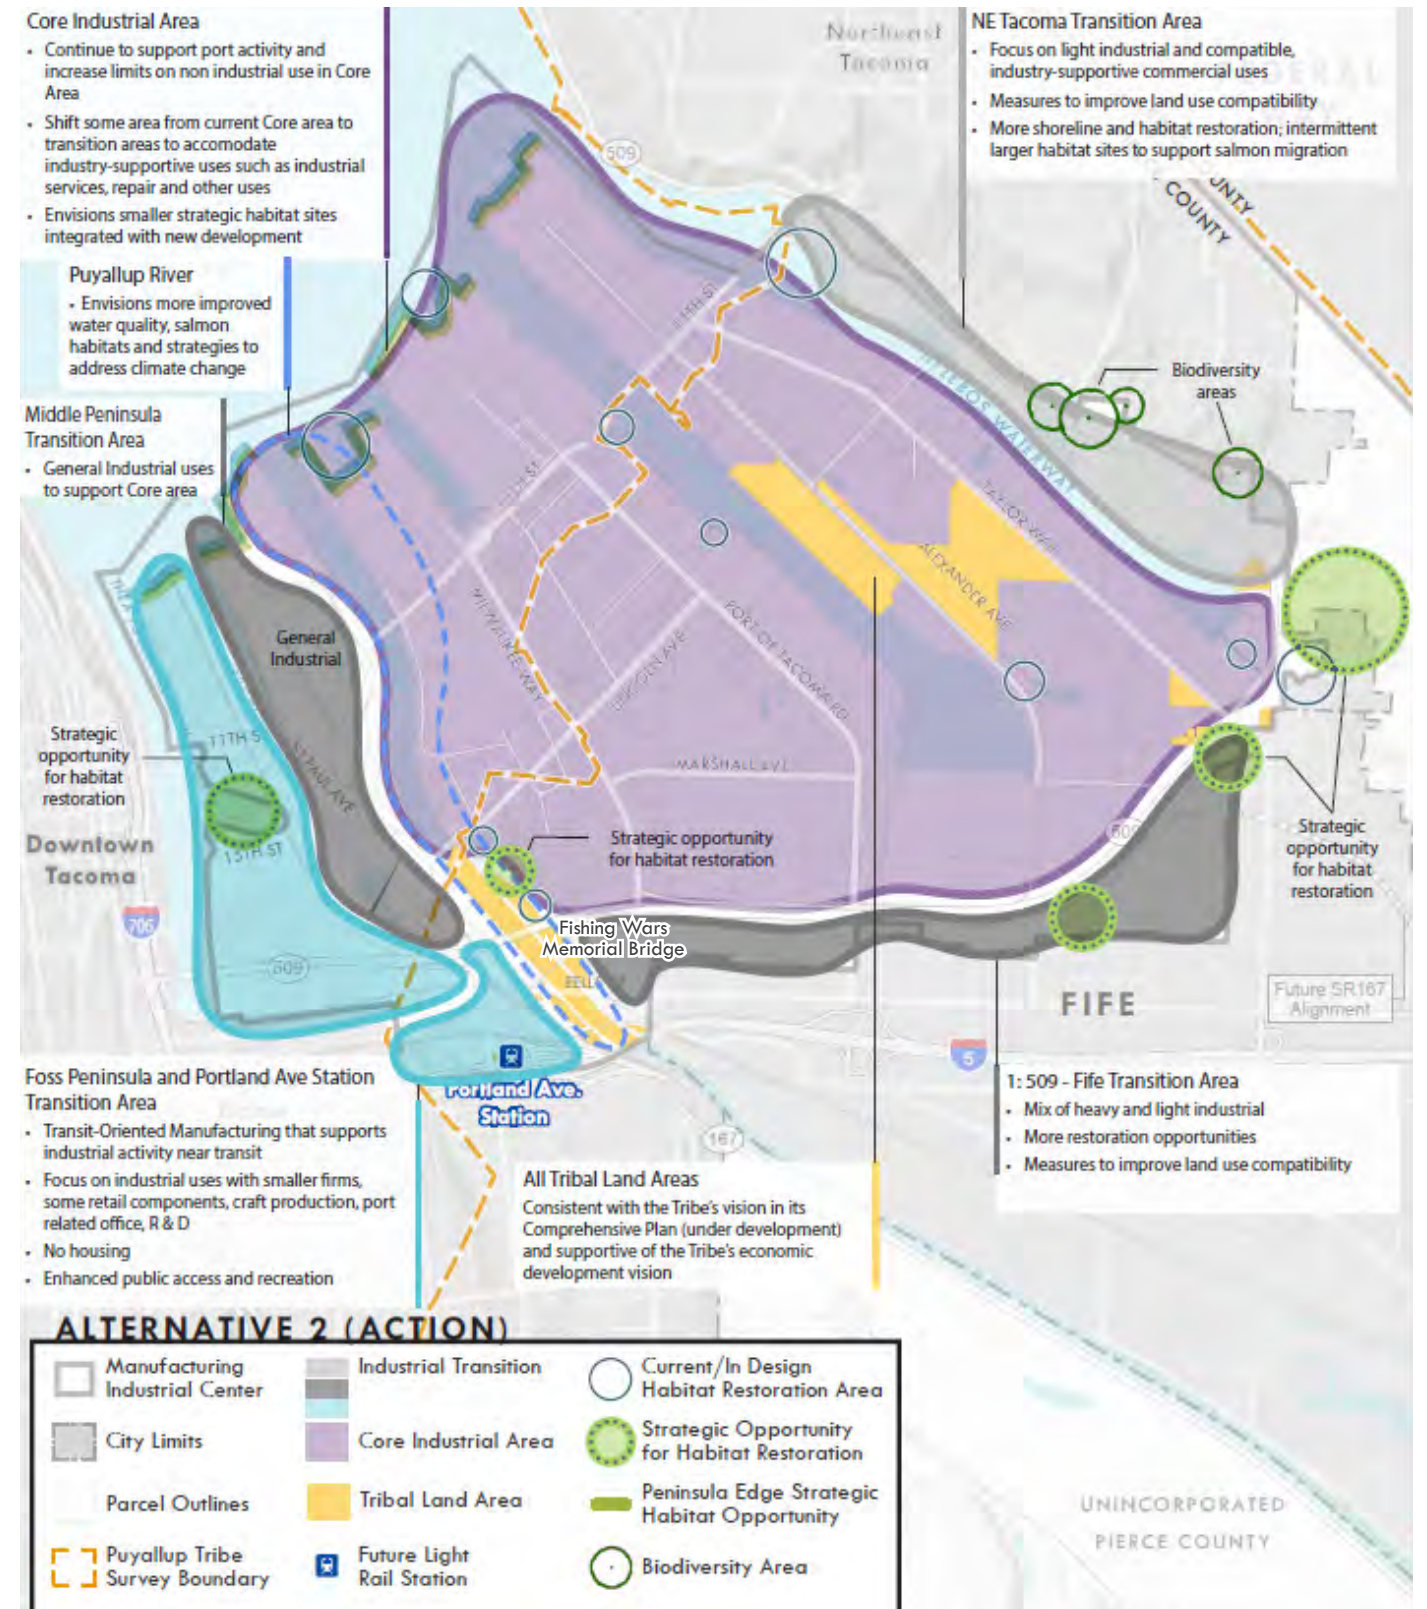 Core Industrial Area
• Continue to support port activity and
increase limits on non industrial use in Core
Area
• Shift some area from current Core area to
transition areas to accomodate
industry-supportive uses such as industrial
services, repair and other uses
• Envisions smaller strategic habitat sites
integrated with new development
Puyallup River
• Envisions more improved
water quality, salmon
habitats and strategies to
address climate change
Middle Peninsula
Transition Area
• General Industrial uses
to support Core area
Northeast
Tacoma
NE Tacoma Transition Area
• Focus on light industrial and compatible,
industry-supportive commercial uses
• Measures to improve land use compatibility
• More shoreline and habitat restoration; intermittent
larger habitat sites to support salmon migration
COUNTY
509
11TH ST
Biodiversity
areas
WATERWAY
TAYLOR WAY
ALEXANDER AVE
PORT OF TACOMA RD
LINCOLN AVE
MILWAUKEE WAY
MARSHALL AVE
General
Industrial
ST PAUL AVE
11TH S
15TH ST
Strategic
opportunity
for habitat
restoration
Downtown
Tacoma
705
509
Strategic opportunity
for habitat restoration
Fishing Wars
Memorial Bridge
509
Strategic
opportunity
for habitat
restoration
FIFE
Future SR167
Alignment
5
167
Portland Ave.
Station
Foss Peninsula and Portland Ave Station
Transition Area
• Transit-Oriented Manufacturing that supports
industrial activity near transit
• Focus on industrial uses with smaller firms,
some retail components, craft production, port
related office, R & D
• No housing
• Enhanced public access and recreation
All Tribal Land Areas
Consistent with the Tribe's vision in its
Comprehensive Plan (under development)
and supportive of the Tribe's economic
development vision
1: 509 - Fife Transition Area
• Mix of heavy and light industrial
• More restoration opportunities
• Measures to improve land use compatibility
ALTERNATIVE 2 (ACTION)
Manufacturing
Industrial Center
City Limits
Parcel Outlines
Puyallup Tribe
Survey Boundary
Industrial Transition
Core Industrial Area
Tribal Land Area
Future Light
Rail Station
Current/In Design
Habitat Restoration Area
Strategic Opportunity
for Habitat Restoration
Peninsula Edge Strategic
Habitat Opportunity
Biodiversity Area
UNINCORPORATED
PIERCE COUNTY